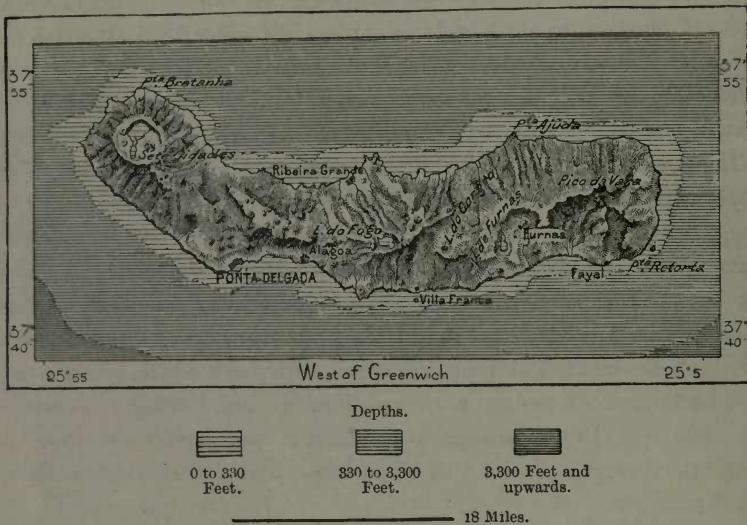 37°
55'
Pta. Bretanha
37°
55'
Pta. Ajuda
Sete Cidades
Ribeira Grande
Pico da Vara
L. do Fogo
Furnas
Alagoa
PONTA-DELGADA
Fayal
Villa Franca
37°
40'
37°
40'
25°55
West of Greenwich
25°5
Depths.
0 to 330
Feet.
330 to 3,300
Feet.
3,300 Feet and
upwards.
18 Miles.